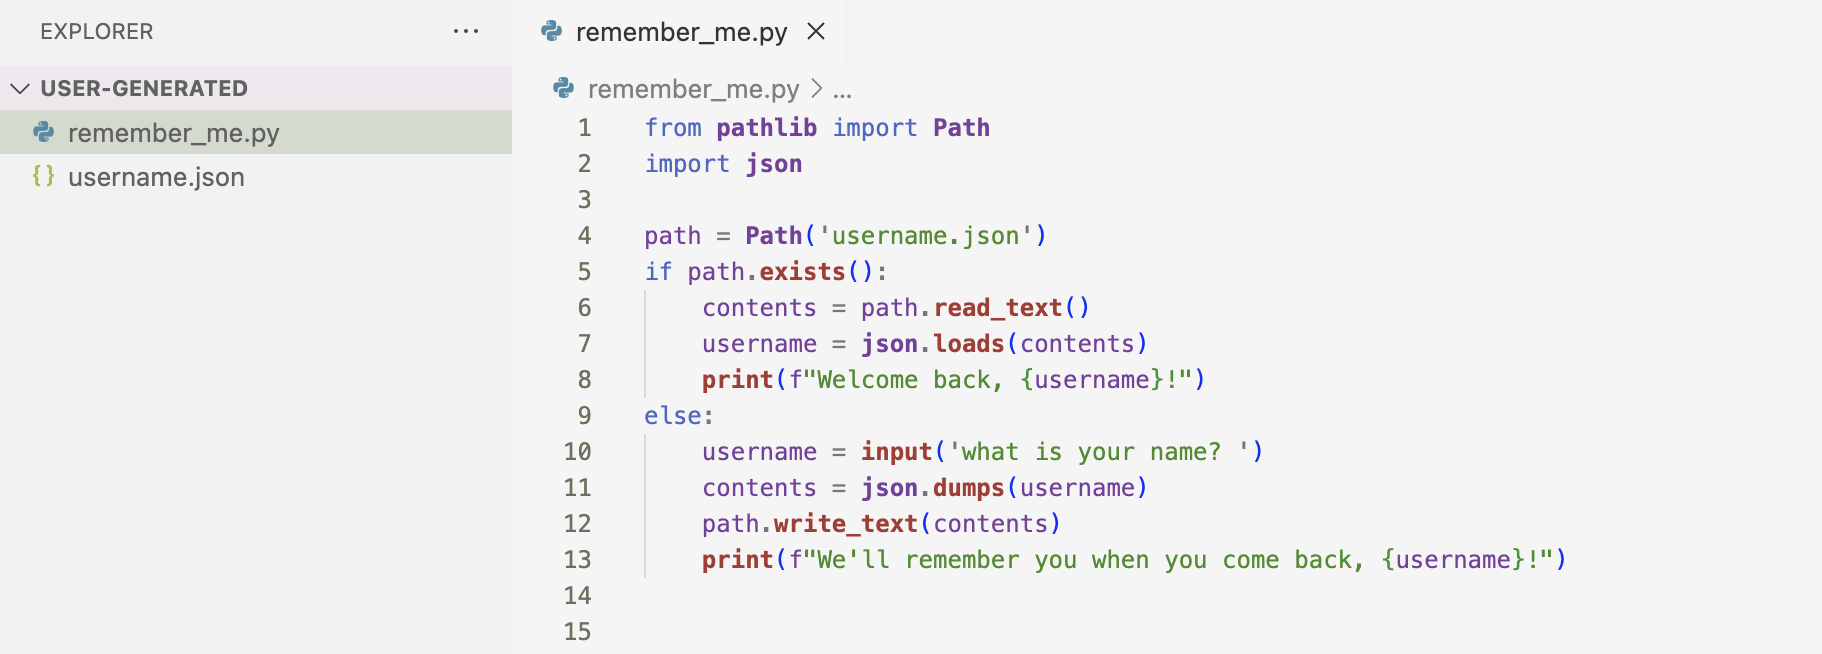 EXPLORER ...
USER-GENERATED
remember_me.py
{} username.json
remember_me.py
remember_me.py > ...
1 from pathlib import Path
2 import json
3
4 path = Path('username.json')
5 if path.exists():
6     contents = path.read_text()
7     username = json.loads(contents)
8     print(f"Welcome back, {username}!")
9 else:
10     username = input('what is your name? ')
11     contents = json.dumps(username)
12     path.write_text(contents)
13     print(f"We'll remember you when you come back, {username}!")
14
15